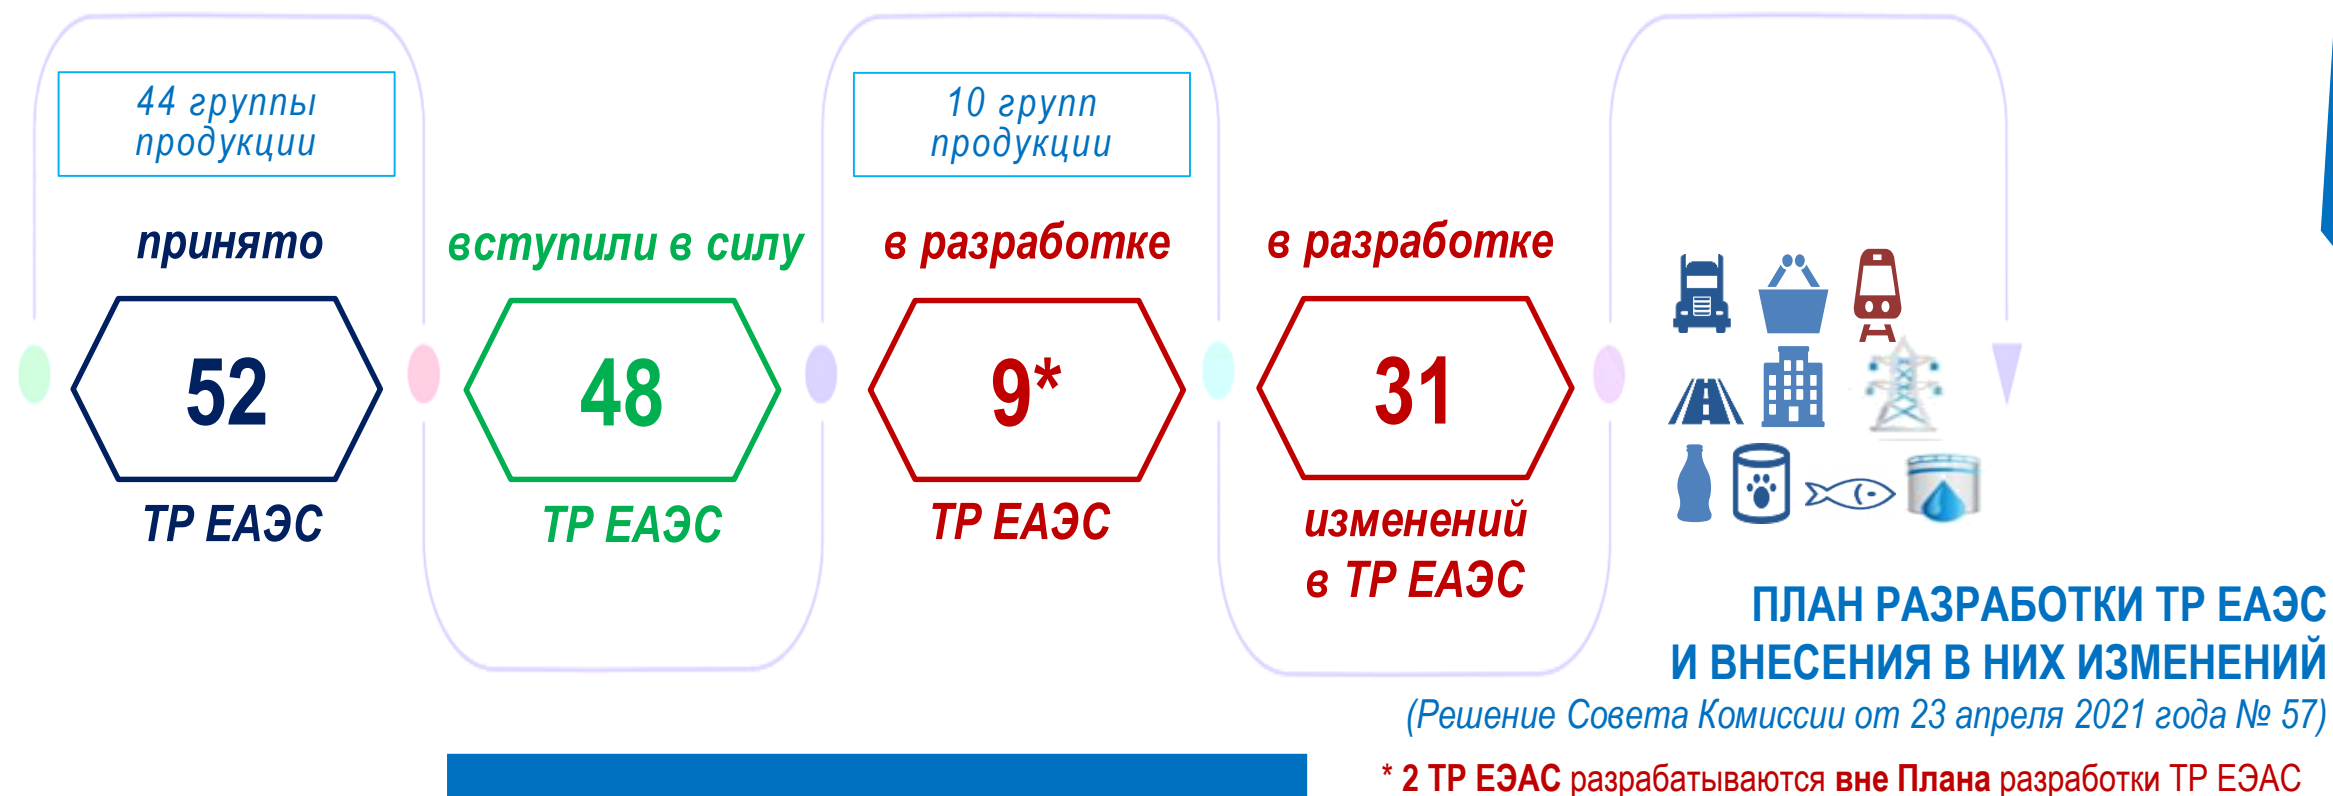 44 группы
продукции
принято
52
ТР ЕАЭС
вступили в силу
48
ТР ЕАЭС
10 групп
продукции
в разработке
9*
ТР ЕАЭС
в разработке
31
изменений
в ТР ЕАЭС
ПЛАН РАЗРАБОТКИ ТР ЕАЭС
И ВНЕСЕНИЯ В НИХ ИЗМЕНЕНИЙ
(Решение Совета Комиссии от 23 апреля 2021 года № 57)
* 2 ТР ЕЭАС разрабатываются вне Плана разработки ТР ЕЭАС